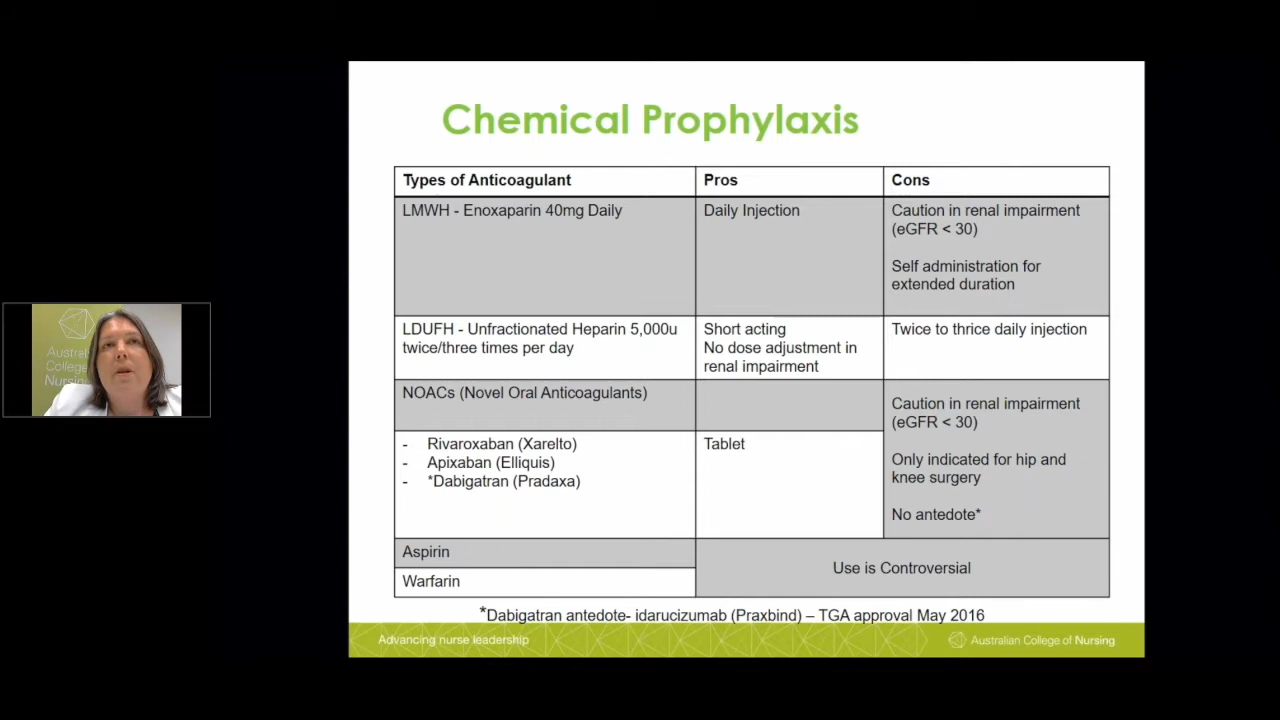 Chemical Prophylaxis
Types of Anticoagulant
Pros
Cons
LMWH - Enoxaparin 40mg Daily
Daily Injection
Caution in renal impairment
(eGFR < 30)
Self administration for
extended duration
LDUFH - Unfractionated Heparin 5,000u
twice/three times per day
Short acting
No dose adjustment in
renal impairment
Twice to thrice daily injection
NOACs (Novel Oral Anticoagulants)
Caution in renal impairment
(eGFR < 30)
Only indicated for hip and
knee surgery
No antedote*
- Rivaroxaban (Xarelto)
- Apixaban (Elliquis)
- *Dabigatran (Pradaxa)
Tablet
Aspirin
Warfarin
Use is Controversial
*Dabigatran antedote- idarucizumab (Praxbind) – TGA approval May 2016
Advancing nurse leadership
Australian College of Nursing
Austral
College
Nursing